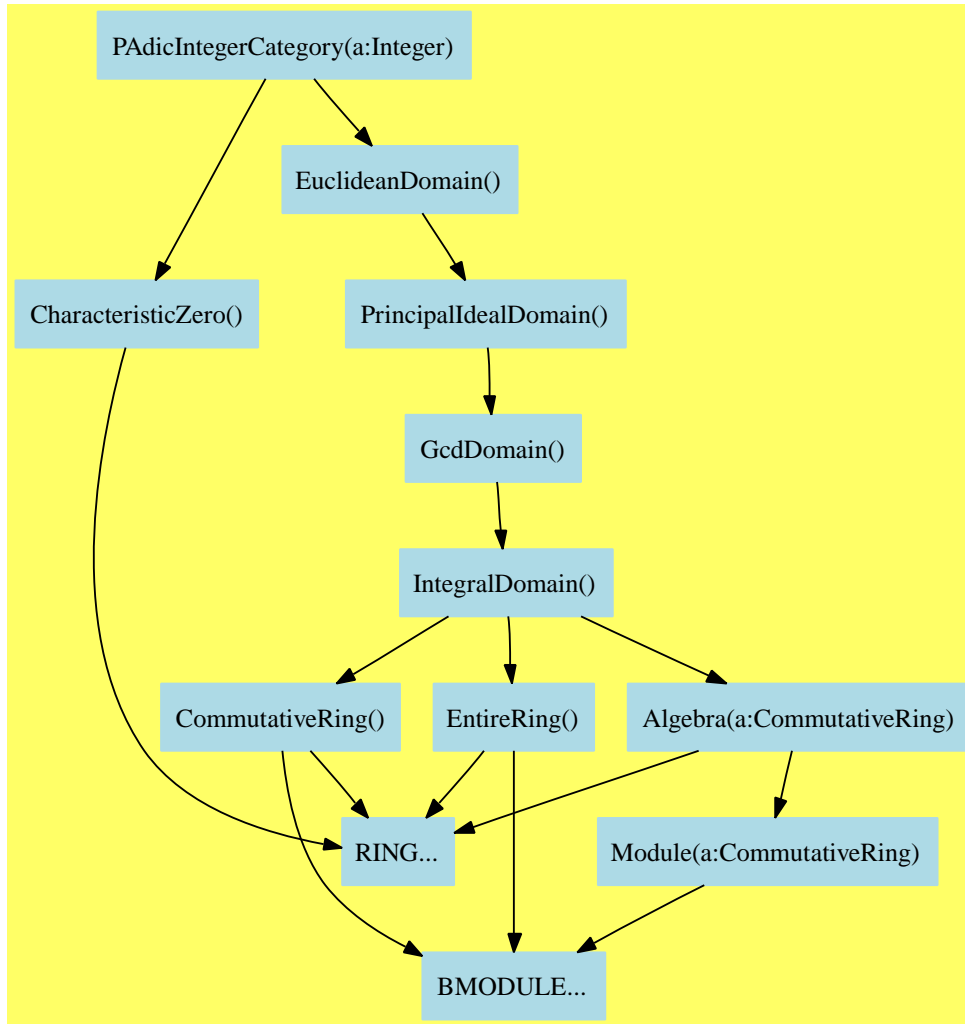 PAdicIntegerCategory(a:Integer)
EuclideanDomain()
CharacteristicZero()
PrincipalIdealDomain()
GcdDomain()
IntegralDomain()
CommutativeRing()
EntireRing()
Algebra(a:CommutativeRing)
RING...
Module(a:CommutativeRing)
BMODULE...